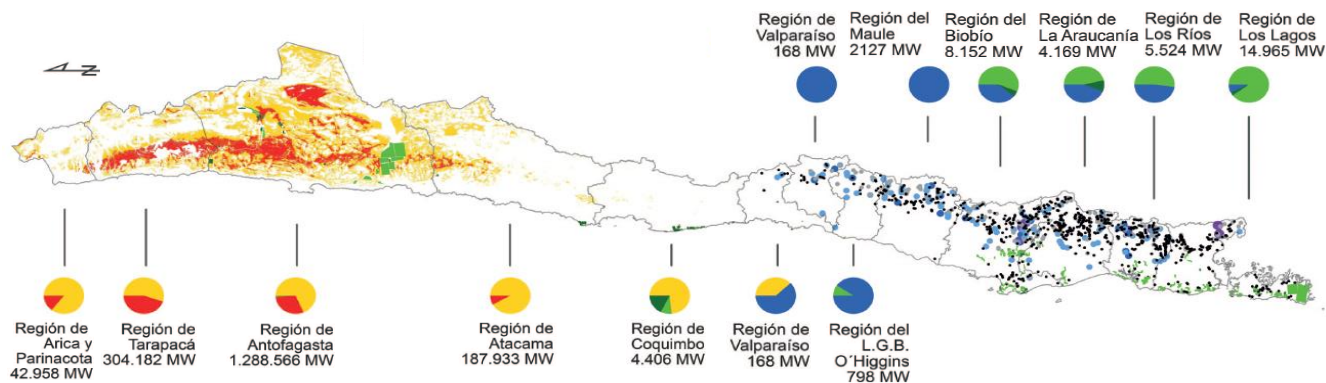 Región de
Valparaíso
168 MW
Región del
Maule
2127 MW
Región del
Biobío
8.152 MW
Región de
La Araucanía
4.169 MW
Región de
Los Ríos
5.524 MW
Región de
Los Lagos
14.965 MW
N
Región de
Arica y
Parinacota
42.958 MW
Región de
Tarapacá
304.182 MW
Región de
Antofagasta
1.288.566 MW
Región de
Atacama
187.933 MW
Región de
Coquimbo
4.406 MW
Región de
Valparaíso
168 MW
Región del
L.G.B.
O´Higgins
798 MW